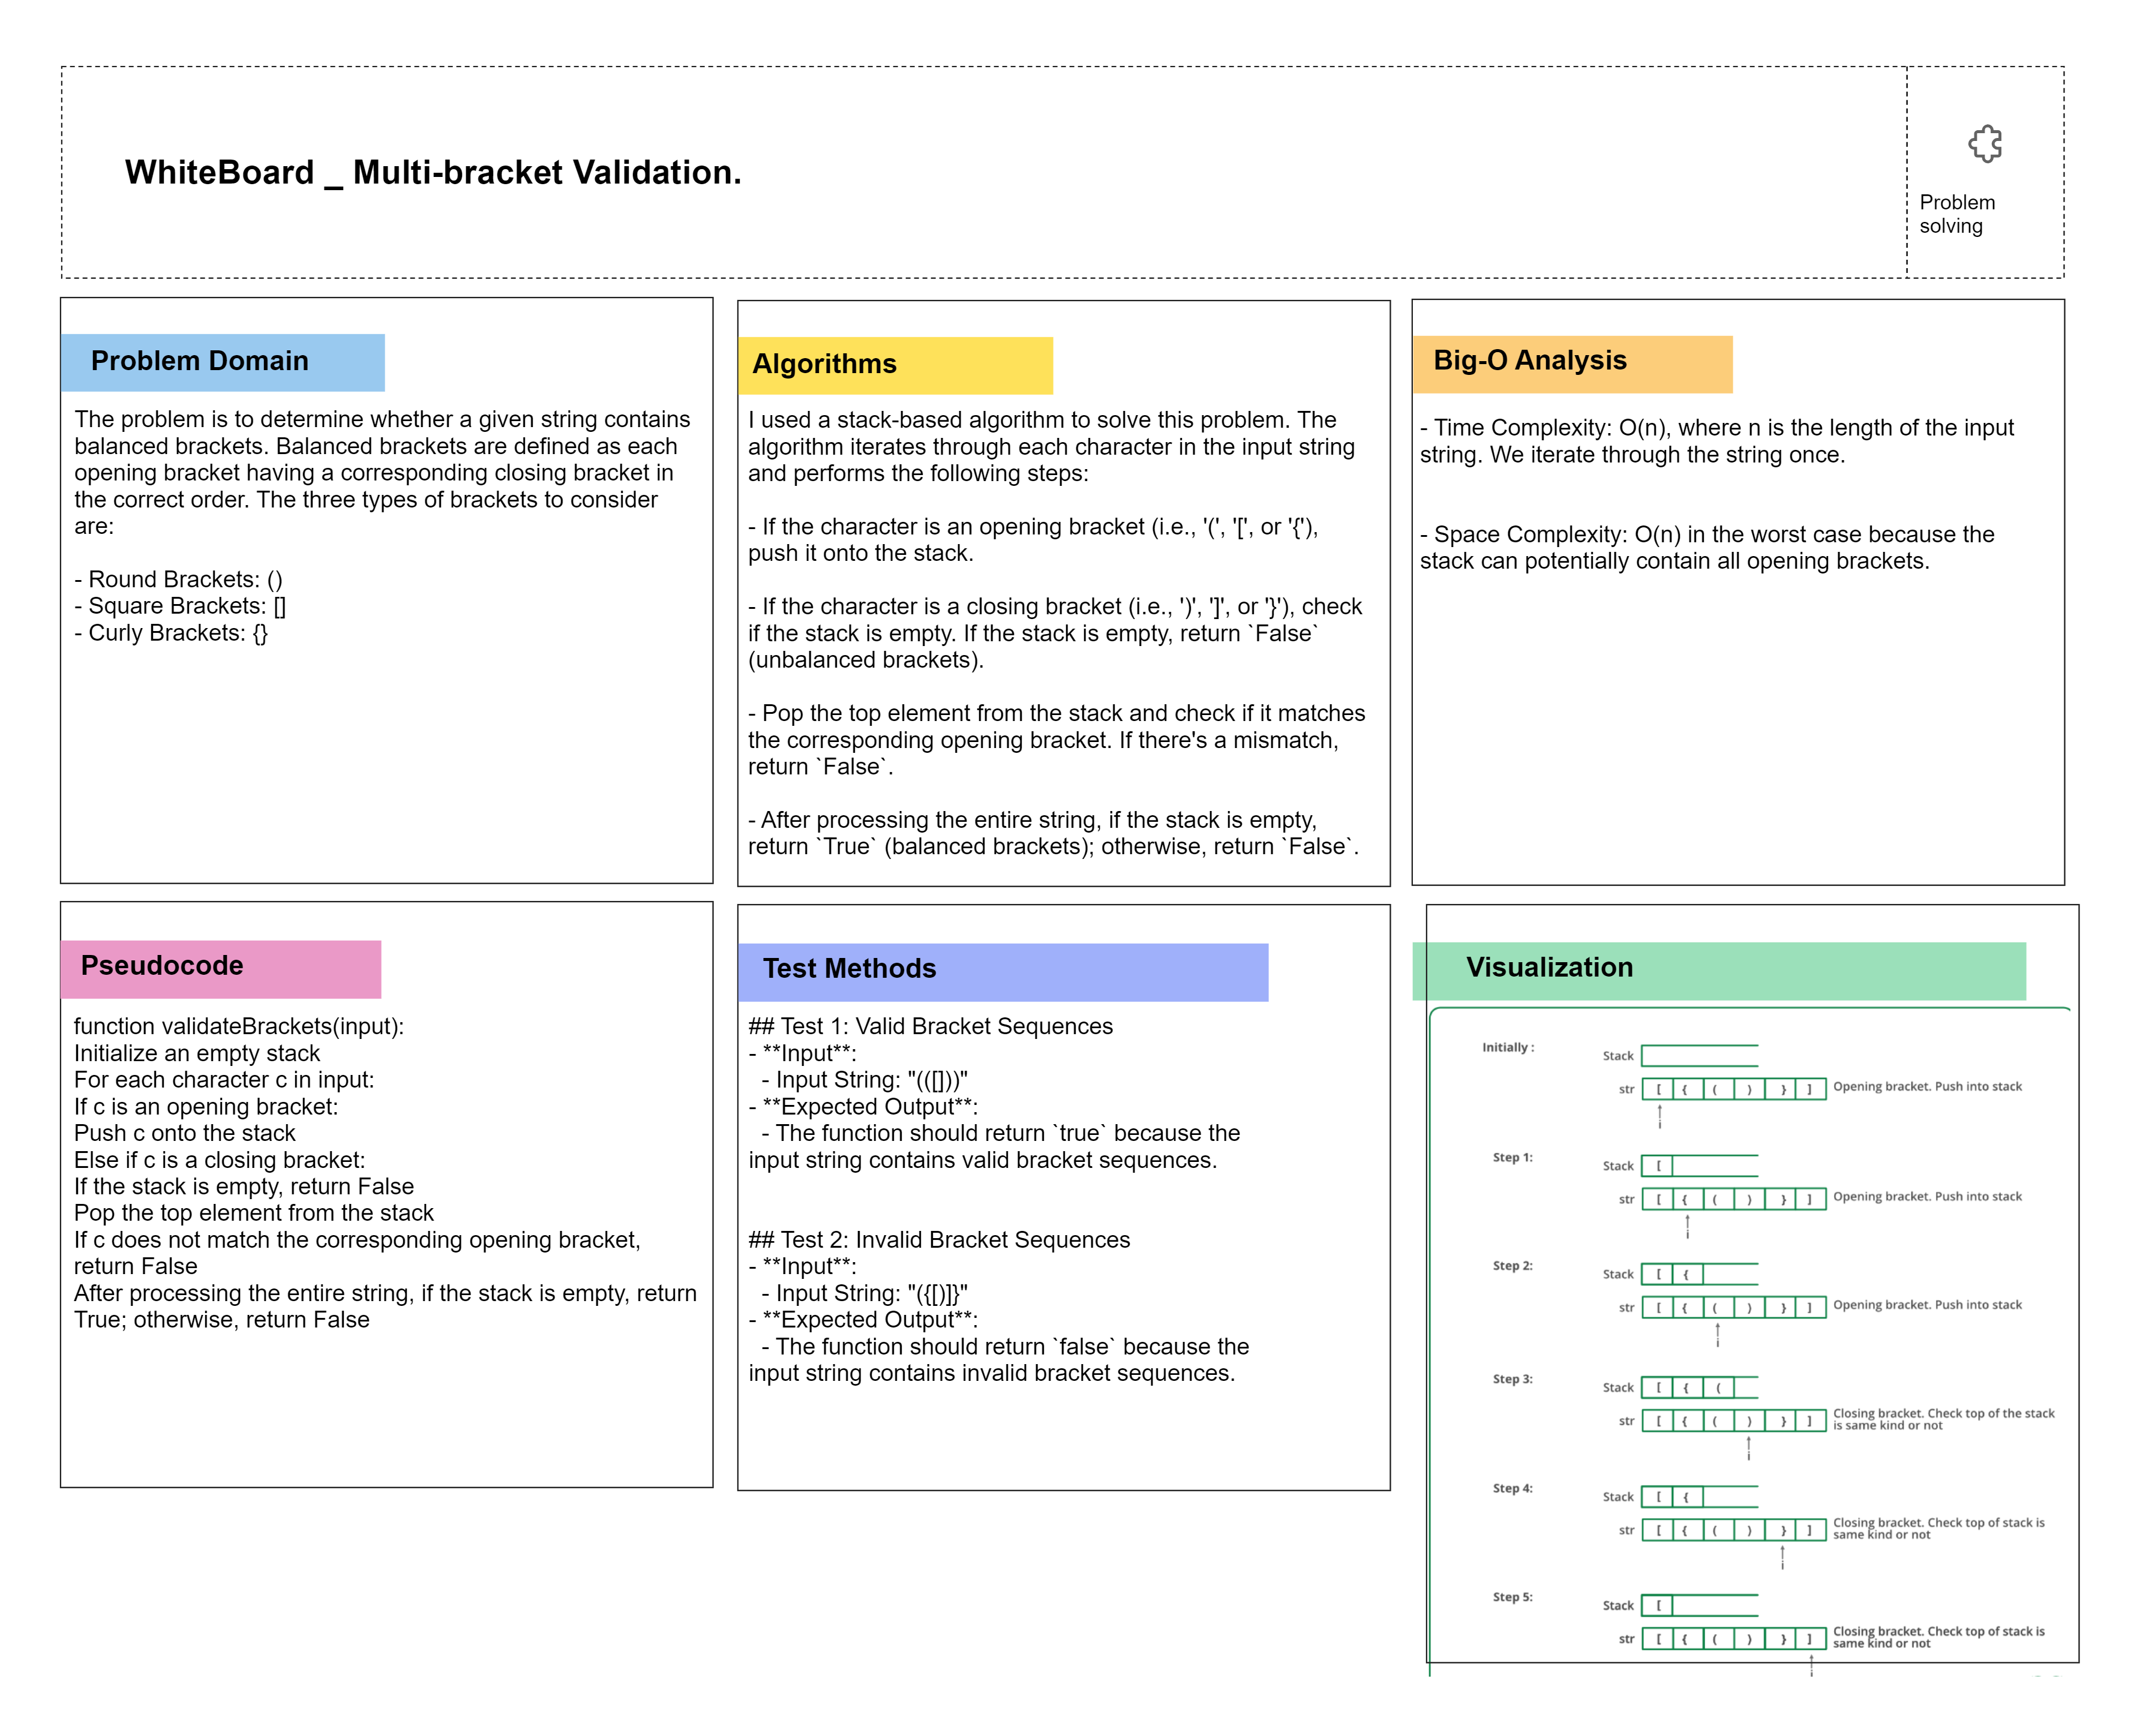 WhiteBoard _ Multi-bracket Validation.
Problem
solving
Problem Domain
The problem is to determine whether a given string contains
balanced brackets. Balanced brackets are defined as each
opening bracket having a corresponding closing bracket in
the correct order. The three types of brackets to consider
are:
- Round Brackets: ()
- Square Brackets: []
- Curly Brackets: {}
Algorithms
I used a stack-based algorithm to solve this problem. The
algorithm iterates through each character in the input string
and performs the following steps:
- If the character is an opening bracket (i.e., '(', '[', or '{'),
push it onto the stack.
- If the character is a closing bracket (i.e., ')', ']', or '}'), check
if the stack is empty. If the stack is empty, return `False`
(unbalanced brackets).
- Pop the top element from the stack and check if it matches
the corresponding opening bracket. If there's a mismatch,
return `False`.
- After processing the entire string, if the stack is empty,
return `True` (balanced brackets); otherwise, return `False`.
Big-O Analysis
- Time Complexity: O(n), where n is the length of the input
string. We iterate through the string once.
- Space Complexity: O(n) in the worst case because the
stack can potentially contain all opening brackets.
Pseudocode
function validateBrackets(input):
Initialize an empty stack
For each character c in input:
If c is an opening bracket:
Push c onto the stack
Else if c is a closing bracket:
If the stack is empty, return False
Pop the top element from the stack
If c does not match the corresponding opening bracket,
return False
After processing the entire string, if the stack is empty, return
True; otherwise, return False
Test Methods
## Test 1: Valid Bracket Sequences
- **Input**:
- Input String: "(([]))"
- **Expected Output**:
- The function should return `true` because the
input string contains valid bracket sequences.
## Test 2: Invalid Bracket Sequences
- **Input**:
- Input String: "({[)]}"
- **Expected Output**:
- The function should return `false` because the
input string contains invalid bracket sequences.
Visualization
Initially :
Stack
str [ { ( ) } ] Opening bracket. Push into stack
i
Step 1:
Stack [
str [ { ( ) } ] Opening bracket. Push into stack
i
Step 2:
Stack [ {
str [ { ( ) } ] Opening bracket. Push into stack
i
Step 3:
Stack [ { (
str [ { ( ) } ] Closing bracket. Check top of the stack
is same kind or not
i
Step 4:
Stack [ {
str [ { ( ) } ] Closing bracket. Check top of stack is
same kind or not
i
Step 5:
Stack [
str [ { ( ) } ] Closing bracket. Check top of stack is
same kind or not
i